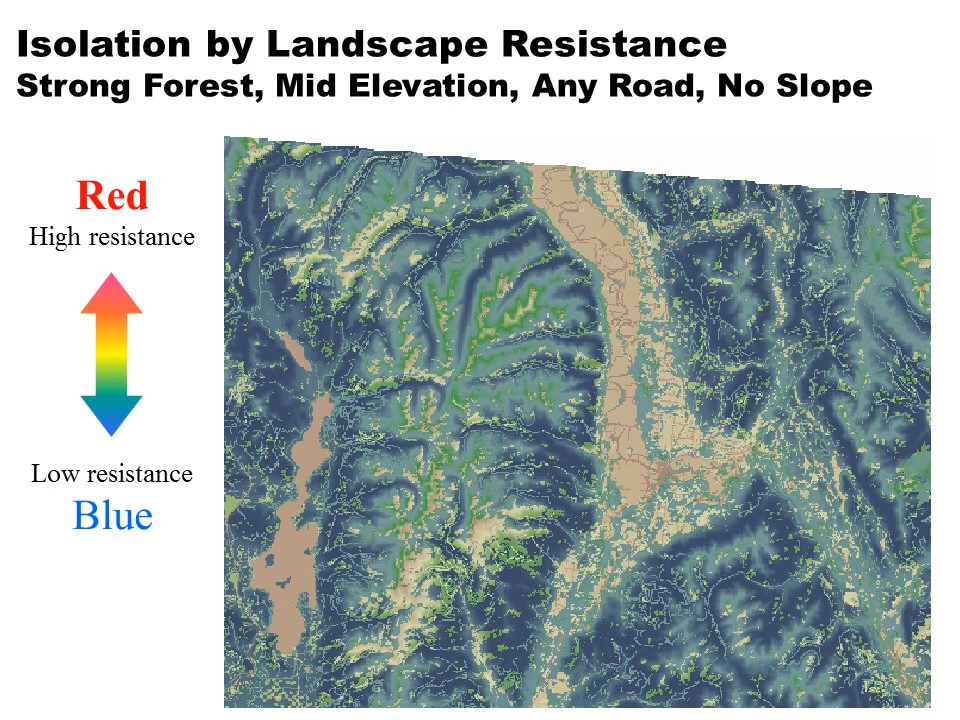 Isolation by Landscape Resistance
Strong Forest, Mid Elevation, Any Road, No Slope
Red
High resistance
Low resistance
Blue